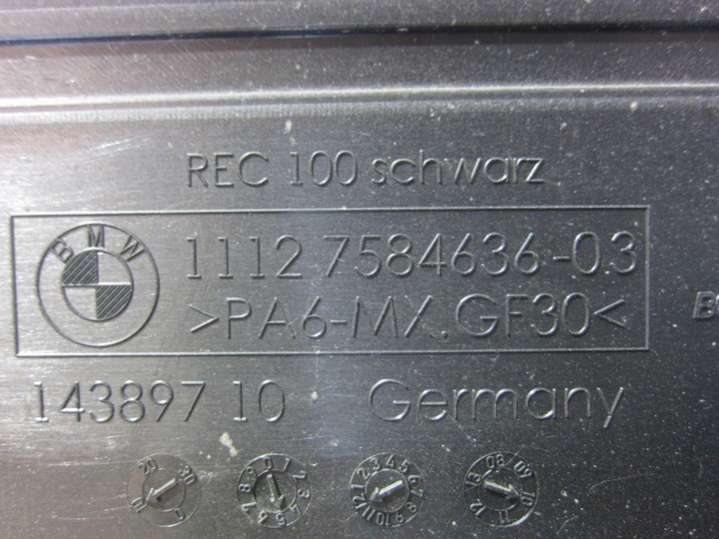 REC 100 schwarz
BMW 1112 7584636-03
>PA6-MX.GF30<
B
143897 10 Germany